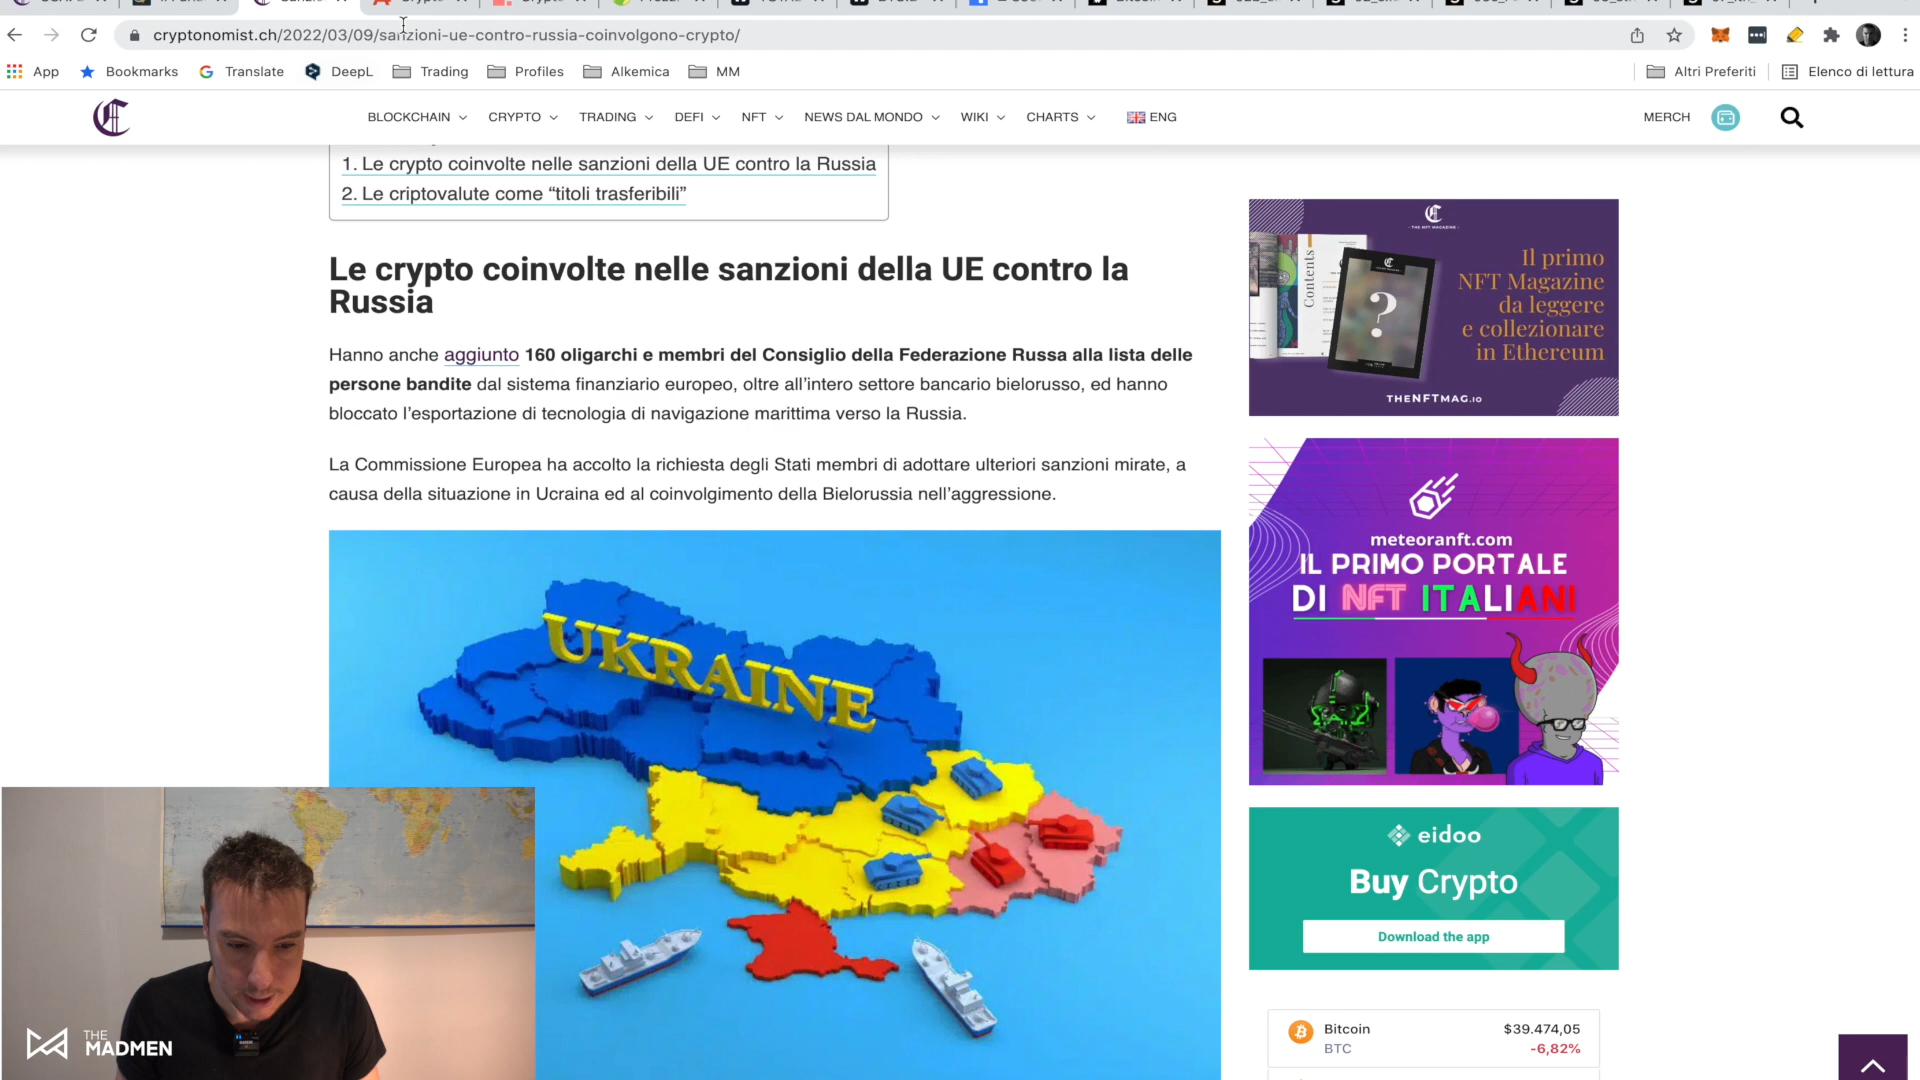 cryptonomist.ch/2022/03/09/sanzioni-ue-contro-russia-coinvolgono-crypto/
App
Bookmarks
Translate
DeepL
Trading
Profiles
Alkemica
MM
Altri Preferiti
Elenco di lettura
BLOCKCHAIN
CRYPTO
TRADING
DEFI
NFT
NEWS DAL MONDO
WIKI
CHARTS
ENG
MERCH
1. Le crypto coinvolte nelle sanzioni della UE contro la Russia
2. Le criptovalute come “titoli trasferibili”
Le crypto coinvolte nelle sanzioni della UE contro la
Russia
Hanno anche aggiunto 160 oligarchi e membri del Consiglio della Federazione Russa alla lista delle
persone bandite dal sistema finanziario europeo, oltre all’intero settore bancario bielorusso, ed hanno
bloccato l’esportazione di tecnologia di navigazione marittima verso la Russia.
La Commissione Europea ha accolto la richiesta degli Stati membri di adottare ulteriori sanzioni mirate, a
causa della situazione in Ucraina ed al coinvolgimento della Bielorussia nell’aggressione.
UKRAINE
THE
MADMEN
- THE NFT MAGAZINE -
Contents
?
Il primo
NFT Magazine
da leggere
e collezionare
in Ethereum
THENFTMAG.IO
meteoranft.com
IL PRIMO PORTALE
DI NFT ITALIANI
eidoo
Buy Crypto
Download the app
Bitcoin
$39.474,05
BTC
-6,82%